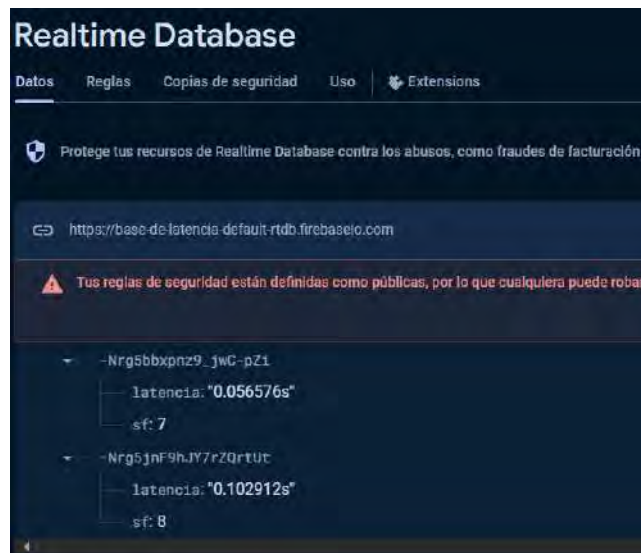 Realtime Database
Datos Reglas Copias de seguridad Uso Extensions
Protege tus recursos de Realtime Database contra los abusos, como fraudes de facturación
https://base-de-latencia-default-rtdb.firebaseio.com
Tus reglas de seguridad están definidas como públicas, por lo que cualquiera puede robar
-Nrg5bbxpnz9_jwC-pZi
latencia: "0.056576s"
sf: 7
-Nrg5jnF9hJY7rZQrtUt
latencia: "0.102912s"
sf: 8